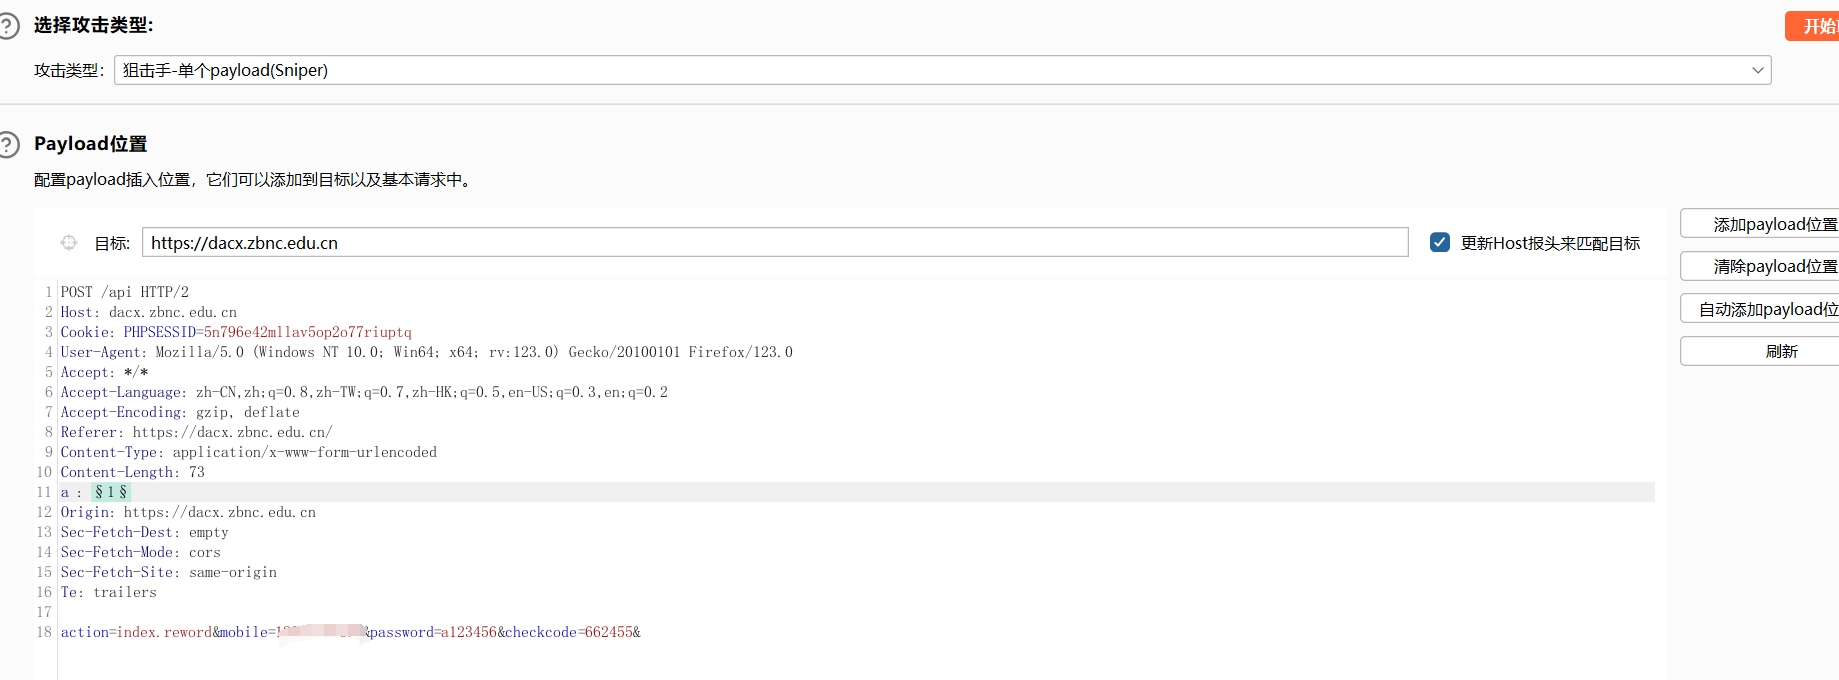 选择攻击类型:
开始
攻击类型: 狙击手-单个payload(Sniper)
Payload位置
配置payload插入位置，它们可以添加到目标以及基本请求中。
目标: https://dacx.zbnc.edu.cn
更新Host报头来匹配目标
添加payload位置
清除payload位置
自动添加payload位
刷新
1 POST /api HTTP/2
2 Host: dacx.zbnc.edu.cn
3 Cookie: PHPSESSID=5n796e42mllav5op2o77riuptq
4 User-Agent: Mozilla/5.0 (Windows NT 10.0; Win64; x64; rv:123.0) Gecko/20100101 Firefox/123.0
5 Accept: */*
6 Accept-Language: zh-CN,zh;q=0.8,zh-TW;q=0.7,zh-HK;q=0.5,en-US;q=0.3,en;q=0.2
7 Accept-Encoding: gzip, deflate
8 Referer: https://dacx.zbnc.edu.cn/
9 Content-Type: application/x-www-form-urlencoded
10 Content-Length: 73
11 a : §1§
12 Origin: https://dacx.zbnc.edu.cn
13 Sec-Fetch-Dest: empty
14 Sec-Fetch-Mode: cors
15 Sec-Fetch-Site: same-origin
16 Te: trailers
17
18 action=index.reword&mobile= &password=a123456&checkcode=662455&